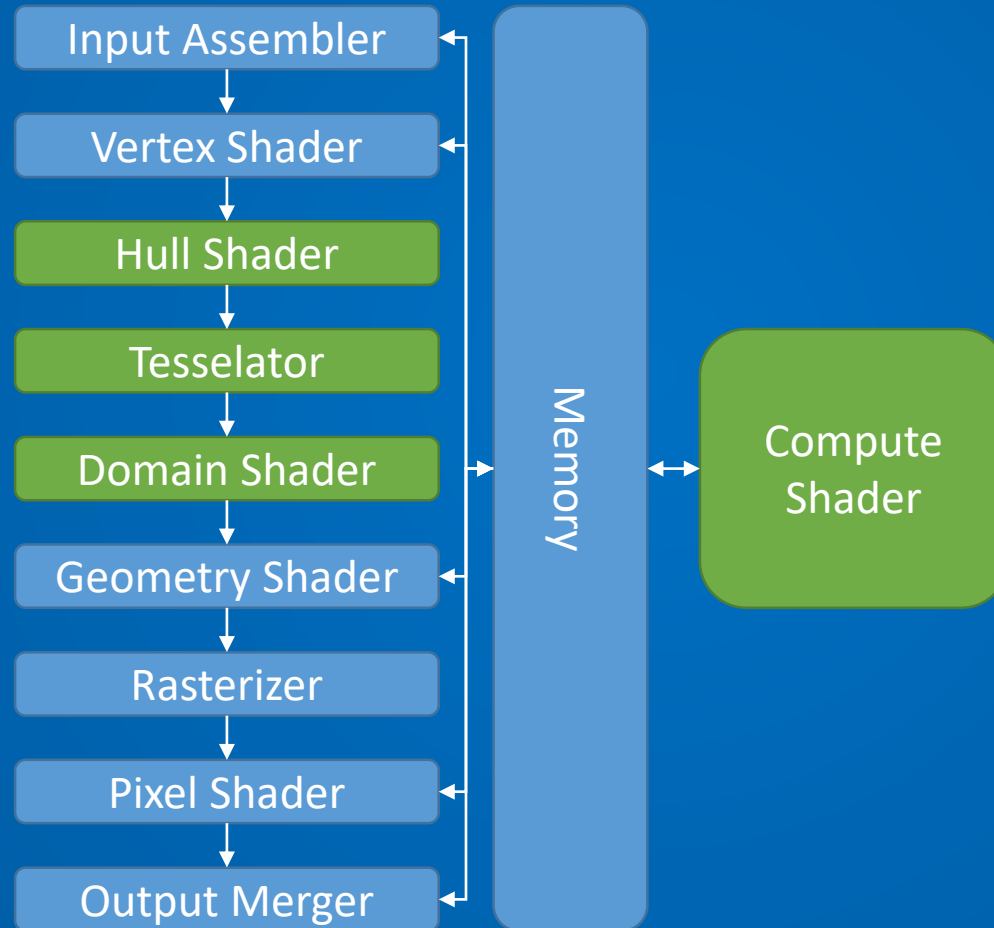 Input Assembler
Vertex Shader
Hull Shader
Tesselator
Domain Shader
Geometry Shader
Rasterizer
Pixel Shader
Output Merger
Memory
Compute
Shader